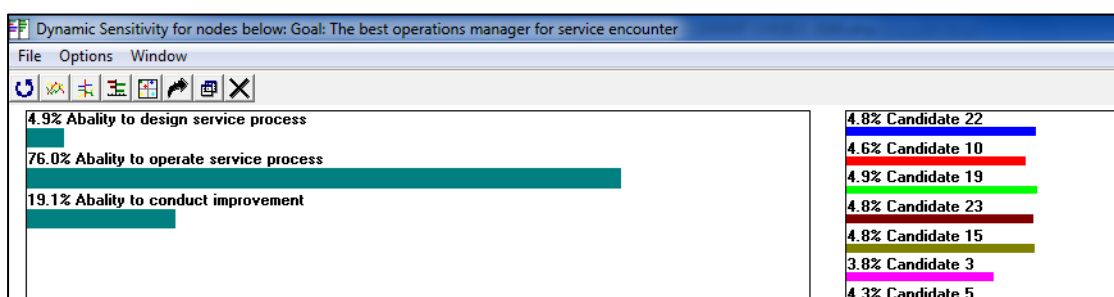 Dynamic Sensitivity for nodes below: Goal: The best operations manager for service encounter
File Options Window
4.9% Abality to design service process
76.0% Abality to operate service process
19.1% Abality to conduct improvement
4.8% Candidate 22
4.6% Candidate 10
4.9% Candidate 19
4.8% Candidate 23
4.8% Candidate 15
3.8% Candidate 3
4.3% Candidate 5